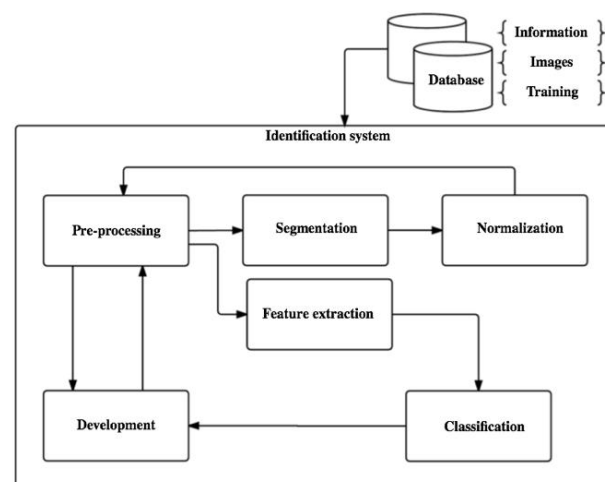 { Information }
{ Images }
Database
{ Training }
Identification system
Pre-processing
Segmentation
Normalization
Feature extraction
Development
Classification